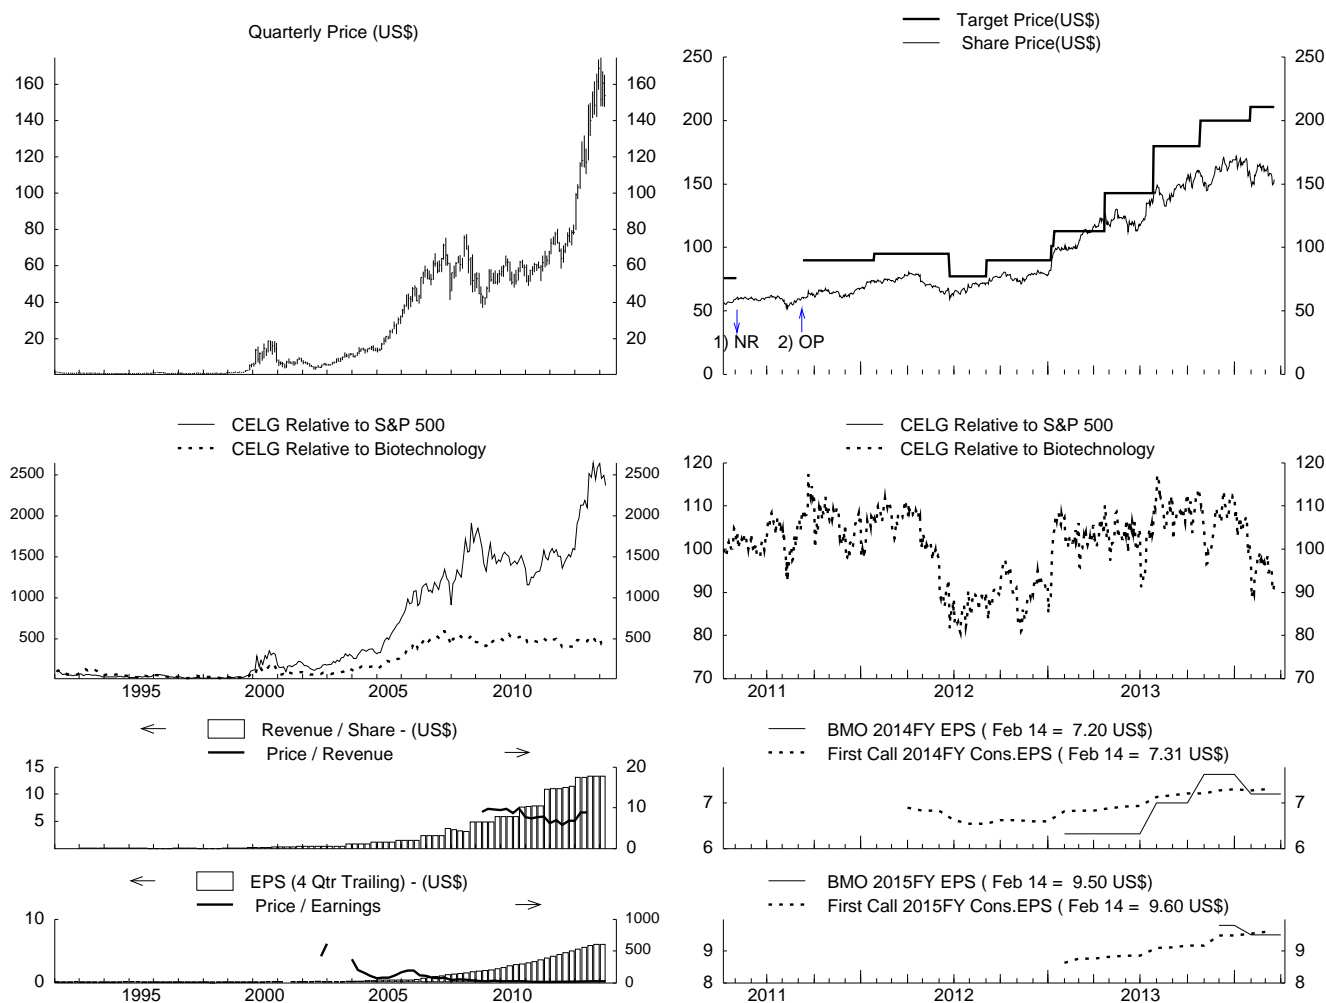 Quarterly Price (US$)
160 160
140 140
120 120
100 100
80 80
60 60
40 40
20 20
Target Price(US$)
Share Price(US$)
250 250
200 200
150 150
100 100
50 50
0 0
1) NR 2) OP
CELG Relative to S&P 500
CELG Relative to Biotechnology
2500 2500
2000 2000
1500 1500
1000 1000
500 500
1995 2000 2005 2010
CELG Relative to S&P 500
CELG Relative to Biotechnology
120 120
110 110
100 100
90 90
80 80
70 70
2011 2012 2013
Revenue / Share - (US$)
Price / Revenue
15 20
10 10
5
0
BMO 2014FY EPS ( Feb 14 = 7.20 US$)
First Call 2014FY Cons.EPS ( Feb 14 = 7.31 US$)
7 7
6 6
EPS (4 Qtr Trailing) - (US$)
Price / Earnings
10 1000
500
0 0
1995 2000 2005 2010
BMO 2015FY EPS ( Feb 14 = 9.50 US$)
First Call 2015FY Cons.EPS ( Feb 14 = 9.60 US$)
9 9
8 8
2011 2012 2013